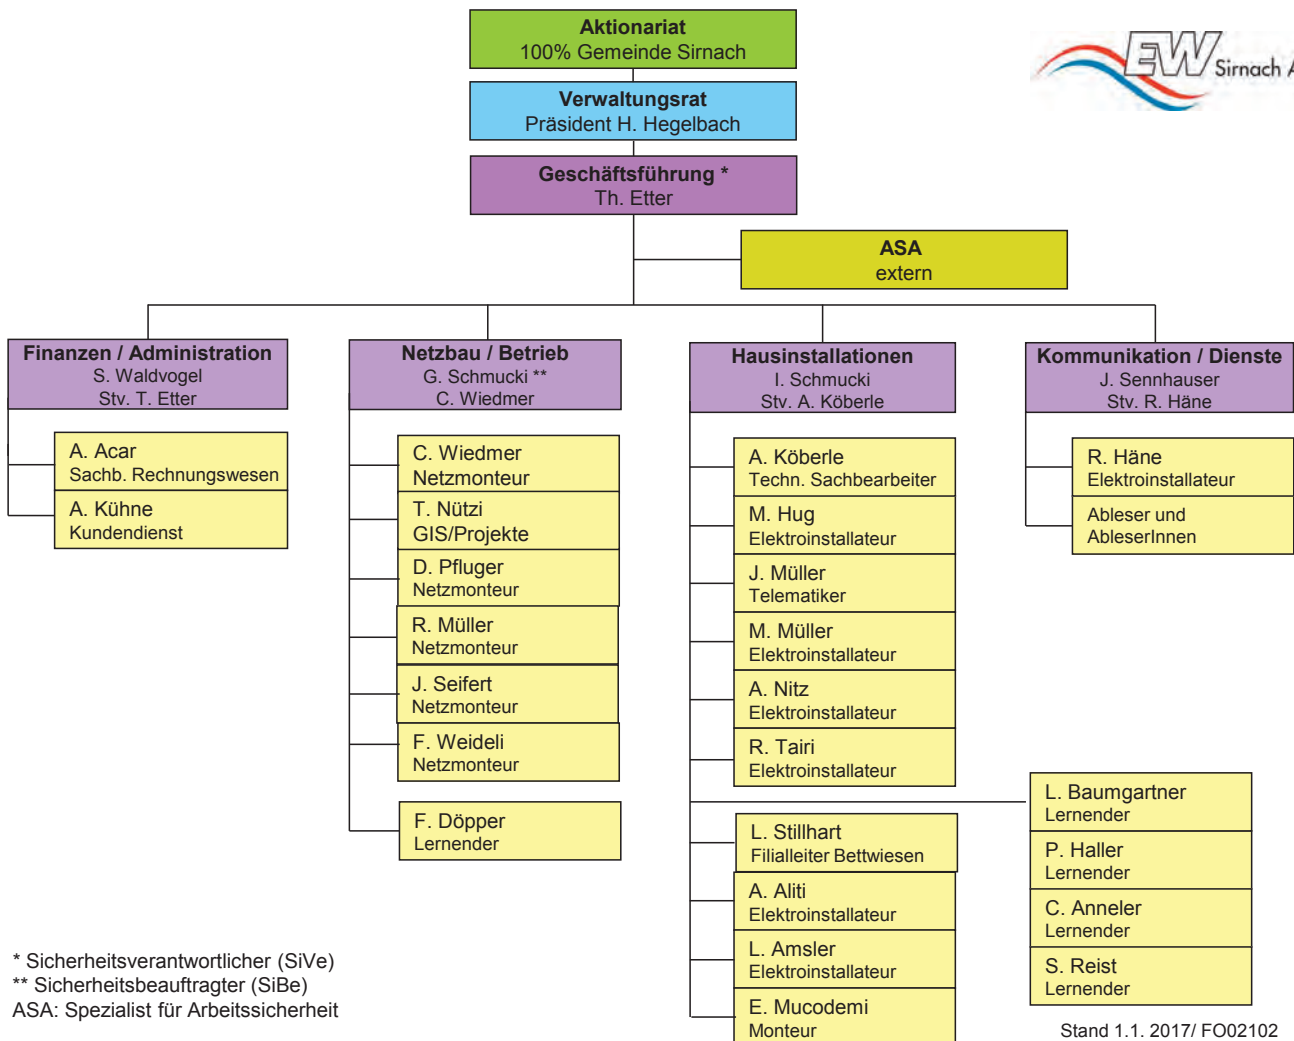 Aktionariat
100% Gemeinde Sirnach
EW Sirnach A
Verwaltungsrat
Präsident H. Hegelbach
Geschäftsführung *
Th. Etter
ASA
extern
Finanzen / Administration
S. Waldvogel
Stv. T. Etter
A. Acar
Sachb. Rechnungswesen
A. Kühne
Kundendienst
Netzbau / Betrieb
G. Schmucki **
C. Wiedmer
C. Wiedmer
Netzmonteur
T. Nützi
GIS/Projekte
D. Pfluger
Netzmonteur
R. Müller
Netzmonteur
J. Seifert
Netzmonteur
F. Weideli
Netzmonteur
F. Döpper
Lernender
Hausinstallationen
I. Schmucki
Stv. A. Köberle
A. Köberle
Techn. Sachbearbeiter
M. Hug
Elektroinstallateur
J. Müller
Telematiker
M. Müller
Elektroinstallateur
A. Nitz
Elektroinstallateur
R. Tairi
Elektroinstallateur
L. Stillhart
Filialleiter Bettwiesen
A. Aliti
Elektroinstallateur
L. Amsler
Elektroinstallateur
E. Mucodemi
Monteur
Kommunikation / Dienste
J. Sennhauser
Stv. R. Häne
R. Häne
Elektroinstallateur
Ableser und
AbleserInnen
L. Baumgartner
Lernender
P. Haller
Lernender
C. Anneler
Lernender
S. Reist
Lernender
* Sicherheitsverantwortlicher (SiVe)
** Sicherheitsbeauftragter (SiBe)
ASA: Spezialist für Arbeitssicherheit
Stand 1.1. 2017/ FO02102